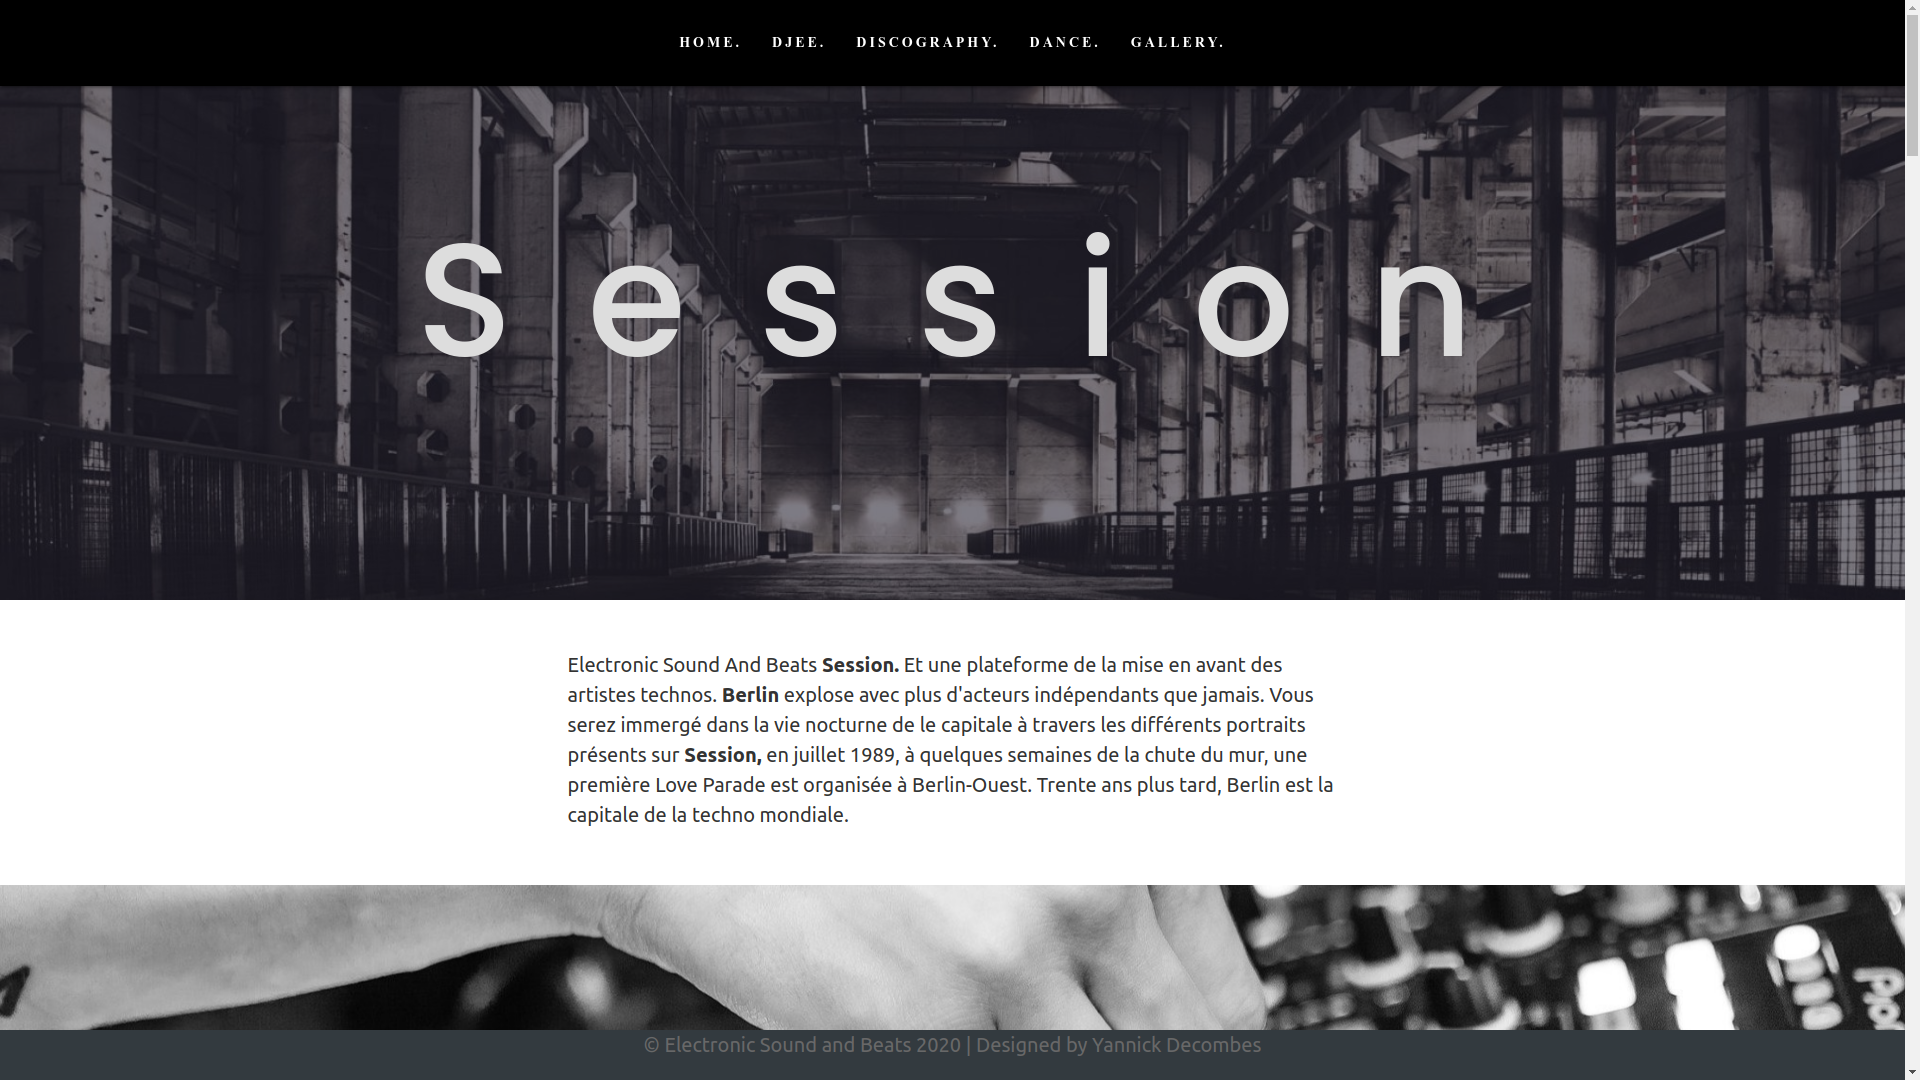 HOME. DJEE. DISCOGRAPHY. DANCE. GALLERY.
Session
Electronic Sound And Beats Session. Et une plateforme de la mise en avant des
artistes technos. Berlin explose avec plus d'acteurs indépendants que jamais. Vous
serez immergé dans la vie nocturne de le capitale à travers les différents portraits
présents sur Session, en juillet 1989, à quelques semaines de la chute du mur, une
première Love Parade est organisée à Berlin-Ouest. Trente ans plus tard, Berlin est la
capitale de la techno mondiale.
© Electronic Sound and Beats 2020 | Designed by Yannick Decombes